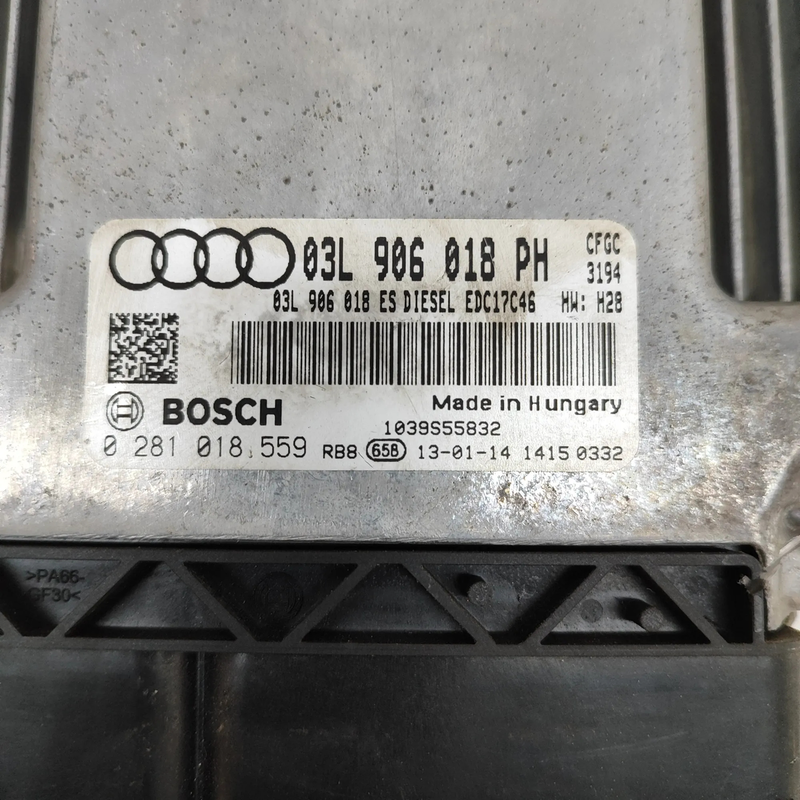 03L 906 018 PH
CFGC
3194
03L 906 018 ES DIESEL EDC17C46 HW: H28
BOSCH
Made in Hungary
1039S55832
0 281 018 559 RB8 658 13-01-14 1415 0332
>PA66-
GF30<